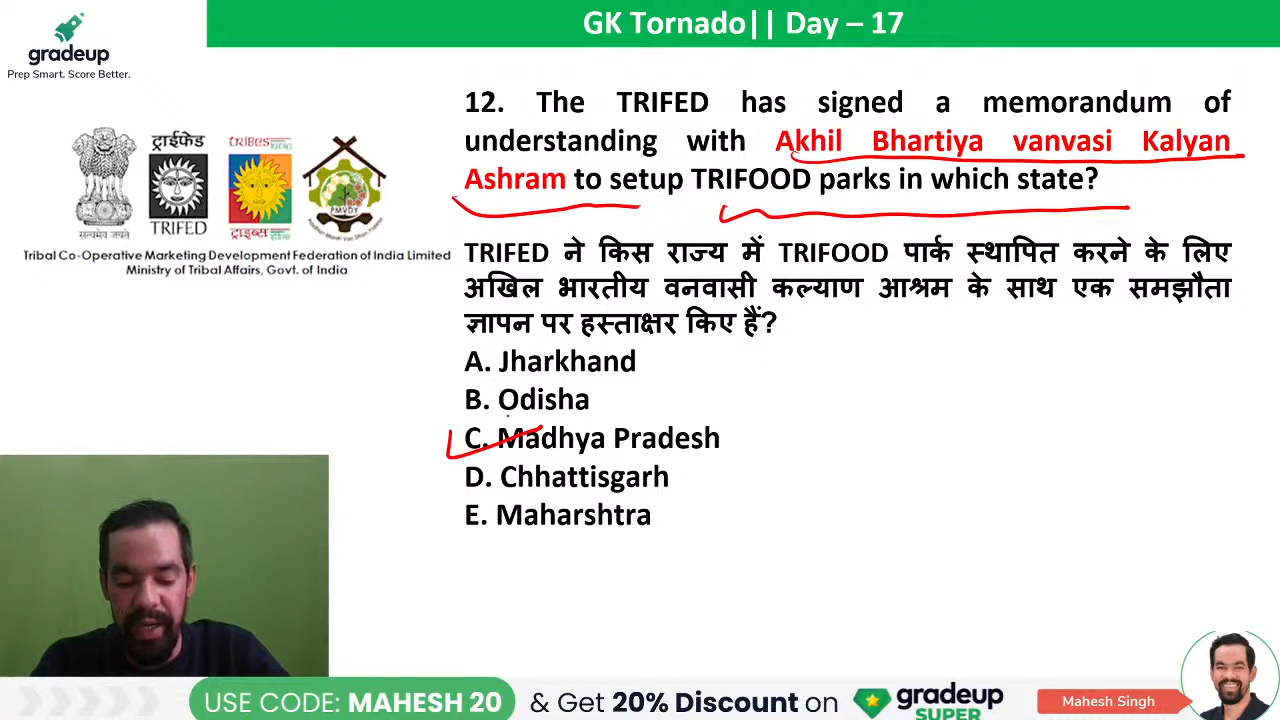 gradeup
Prep Smart. Score Better.
GK Tornado|| Day – 17
सत्यमेव जयते
ट्राईफेड
TRIFED
TRIBES
ट्राइब्स
PMVDY
Tribal Co-Operative Marketing Development Federation of India Limited
Ministry of Tribal Affairs, Govt. of India
12. The TRIFED has signed a memorandum of
understanding with Akhil Bhartiya vanvasi Kalyan
Ashram to setup TRIFOOD parks in which state?
TRIFED ने किस राज्य में TRIFOOD पार्क स्थापित करने के लिए
अखिल भारतीय वनवासी कल्याण आश्रम के साथ एक समझौता
ज्ञापन पर हस्ताक्षर किए हैं?
A. Jharkhand
B. Odisha
C. Madhya Pradesh
D. Chhattisgarh
E. Maharshtra
USE CODE: MAHESH 20 & Get 20% Discount on
gradeup
SUPER
Mahesh Singh